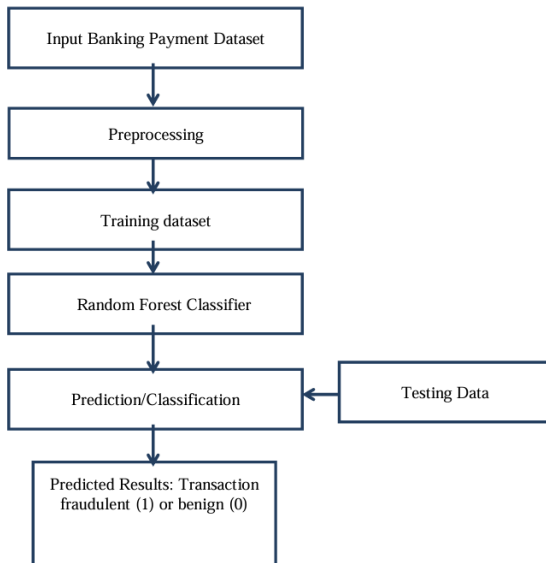 Input Banking Payment Dataset
Preprocessing
Training dataset
Random Forest Classifier
Prediction/Classification
Testing Data
Predicted Results: Transaction
fraudulent (1) or benign (0)